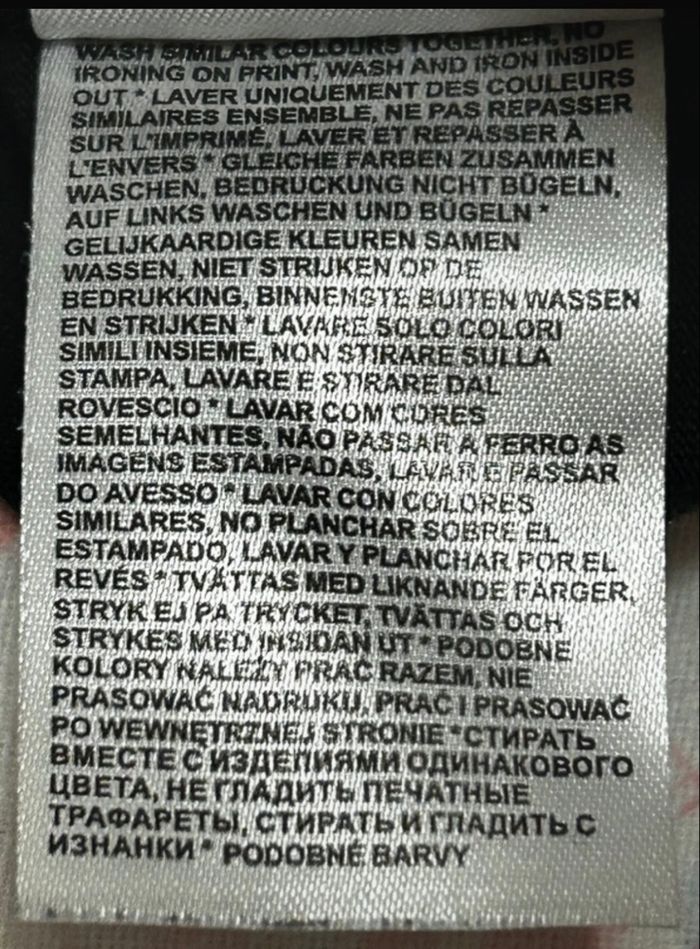 WASH SIMILAR COLOURS TOGETHER, NO
IRONING ON PRINT, WASH AND IRON INSIDE
OUT * LAVER UNIQUEMENT DES COULEURS
SIMILAIRES ENSEMBLE, NE PAS REPASSER
SUR L'IMPRIMÉ, LAVER ET REPASSER À
L'ENVERS * GLEICHE FARBEN ZUSAMMEN
WASCHEN, BEDRUCKUNG NICHT BÜGELN,
AUF LINKS WASCHEN UND BÜGELN *
GELIJKAARDIGE KLEUREN SAMEN
WASSEN, NIET STRIJKEN OP DE
BEDRUKKING, BINNENSTE BUITEN WASSEN
EN STRIJKEN * LAVARE SOLO COLORI
SIMILI INSIEME, NON STIRARE SULLA
STAMPA, LAVARE E STIRARE DAL
ROVESCIO * LAVAR COM CORES
SEMELHANTES, NÃO PASSAR A FERRO AS
IMAGENS ESTAMPADAS, LAVAR E PASSAR
DO AVESSO * LAVAR CON COLORES
SIMILARES, NO PLANCHAR SOBRE EL
ESTAMPADO, LAVAR Y PLANCHAR POR EL
REVÉS * TVÄTTAS MED LIKNANDE FÄRGER,
STRYK EJ PÅ TRYCKET, TVÄTTAS OCH
STRYKES MED INSIDAN UT * PODOBNE
KOLORY NALEŻY PRAĆ RAZEM, NIE
PRASOWAĆ NADRUKU, PRAĆ I PRASOWAĆ
PO WEWNĘTRZNEJ STRONIE *СТИРАТЬ
ВМЕСТЕ С ИЗДЕЛИЯМИ ОДИНАКОВОГО
ЦВЕТА, НЕ ГЛАДИТЬ ПЕЧАТНЫЕ
ТРАФАРЕТЫ, СТИРАТЬ И ГЛАДИТЬ С
ИЗНАНКИ * PODOBNÉ BARVY